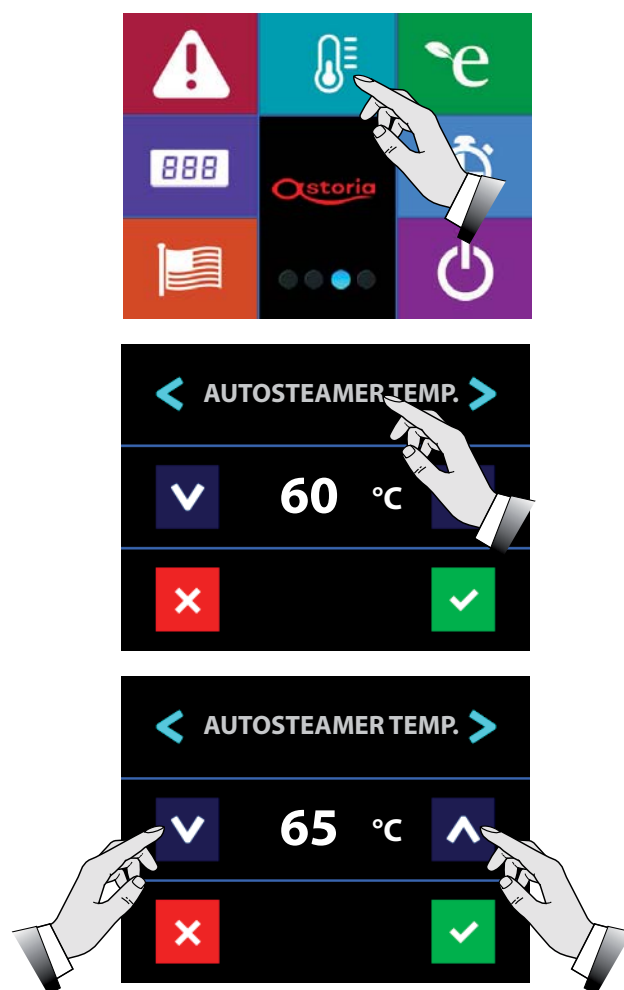 e
888
astoria
AUTOSTEAMER TEMP.
60 °C
AUTOSTEAMER TEMP.
65 °C